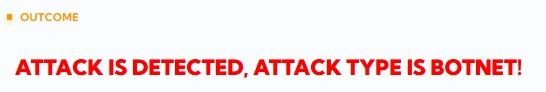 OUTCOME
ATTACK IS DETECTED, ATTACK TYPE IS BOTNET!